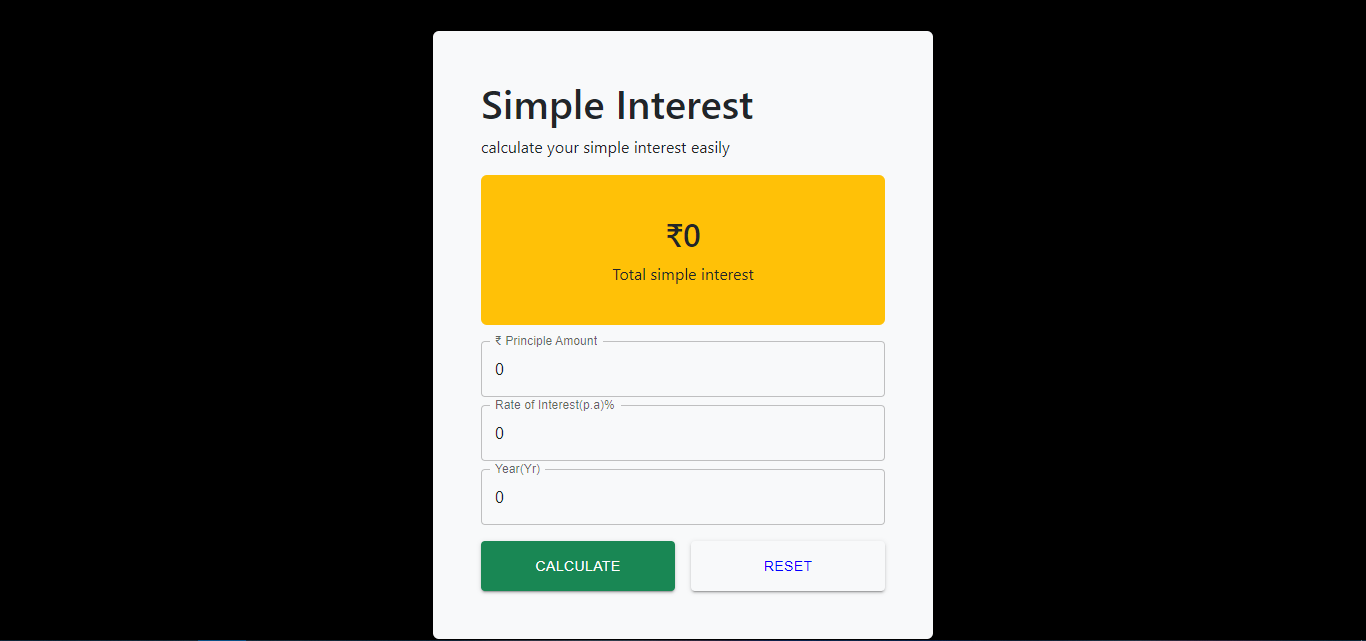 Simple Interest
calculate your simple interest easily
₹0
Total simple interest
₹ Principle Amount
0
Rate of Interest(p.a)%
0
Year(Yr)
0
CALCULATE
RESET